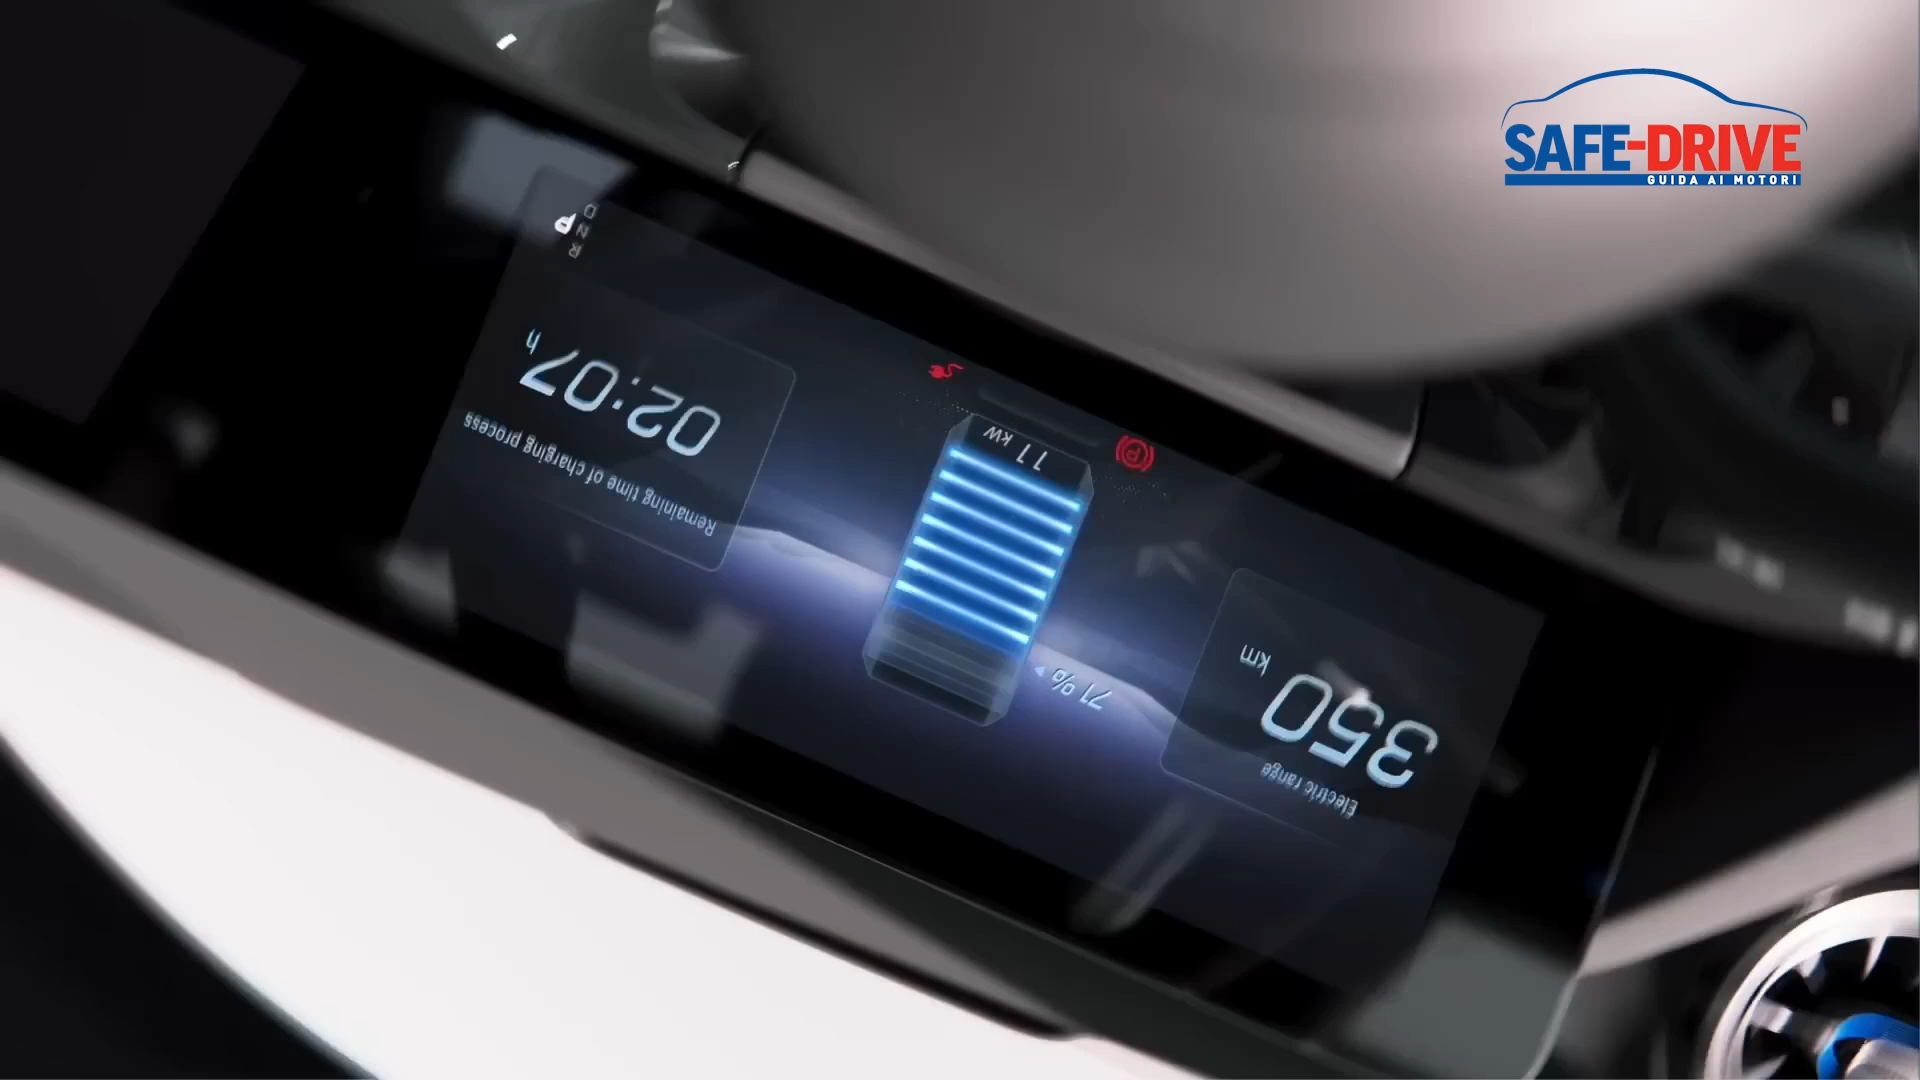 SAFE-DRIVE
GUIDA AI MOTORI
Electric range
350 km
71 %
11 kW
Remaining time of charging process
02:07 h
R
N
D
P